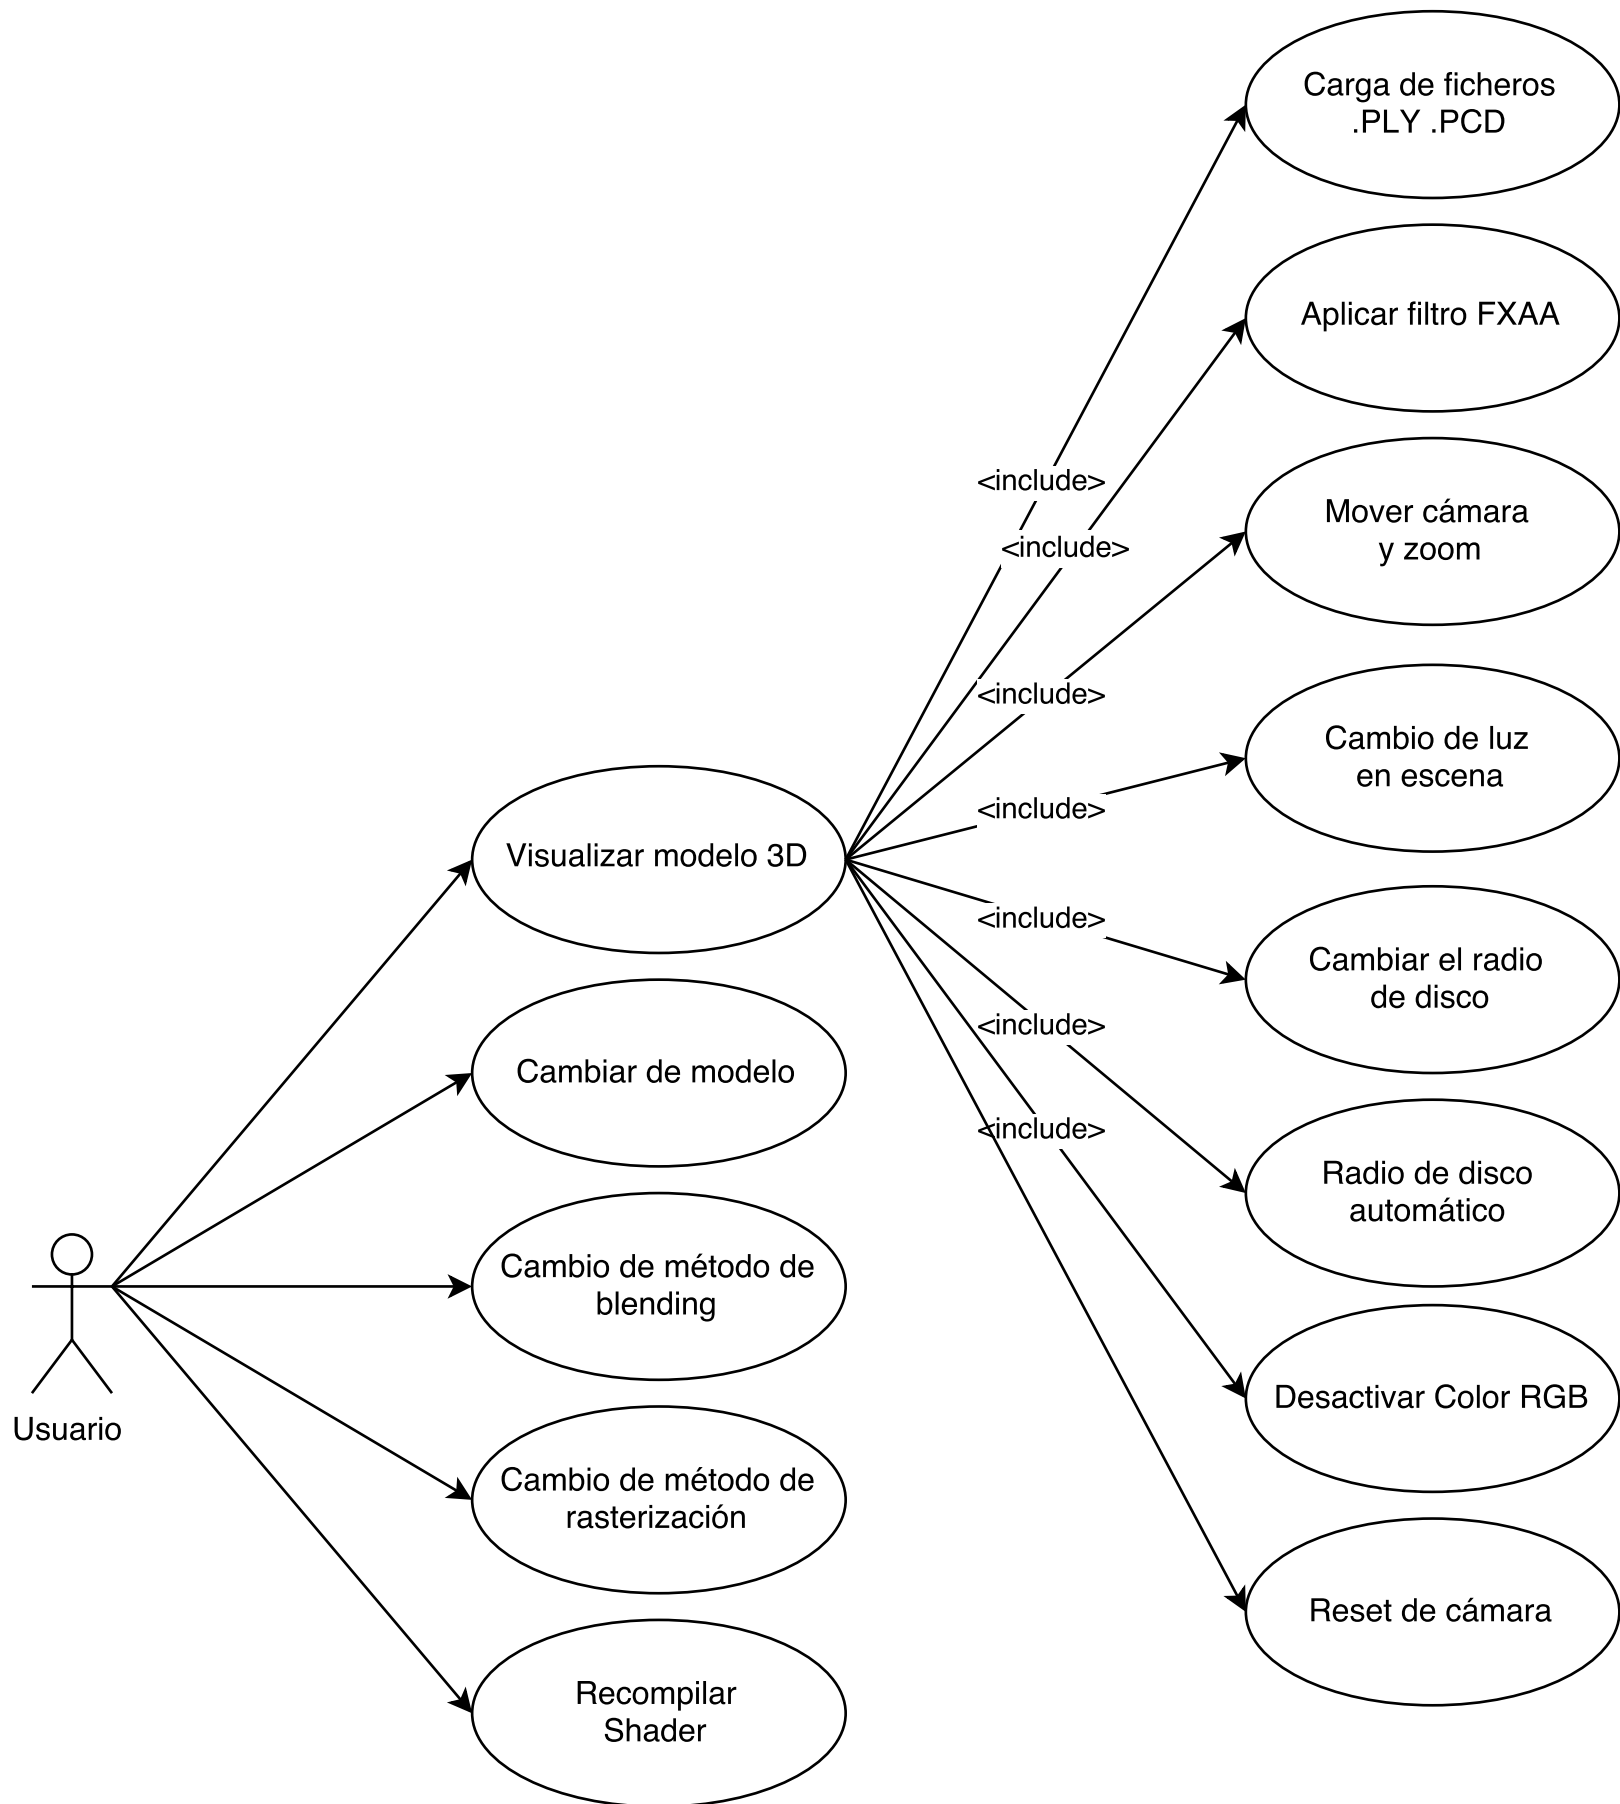 Carga de ficheros
.PLY .PCD
Aplicar filtro FXAA
<include>
Mover cámara
y zoom
<include>
<include>
Cambio de luz
en escena
<include>
Visualizar modelo 3D
<include>
Cambiar el radio
de disco
<include>
Cambiar de modelo
<include>
Radio de disco
automático
Cambio de método de
blending
Desactivar Color RGB
Usuario
Cambio de método de
rasterización
Reset de cámara
Recompilar
Shader